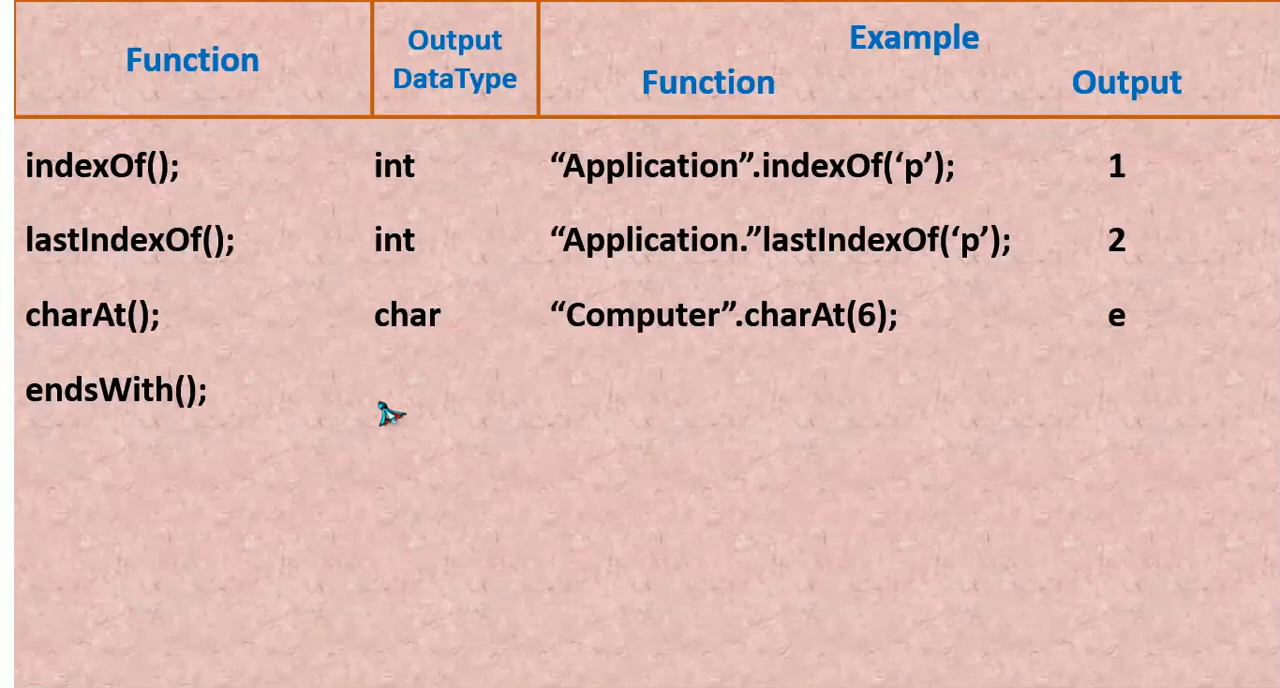 Function Output DataType Example
Function Output
indexOf(); int “Application”.indexOf(‘p’); 1
lastIndexOf(); int “Application.”lastIndexOf(‘p’); 2
charAt(); char “Computer”.charAt(6); e
endsWith();